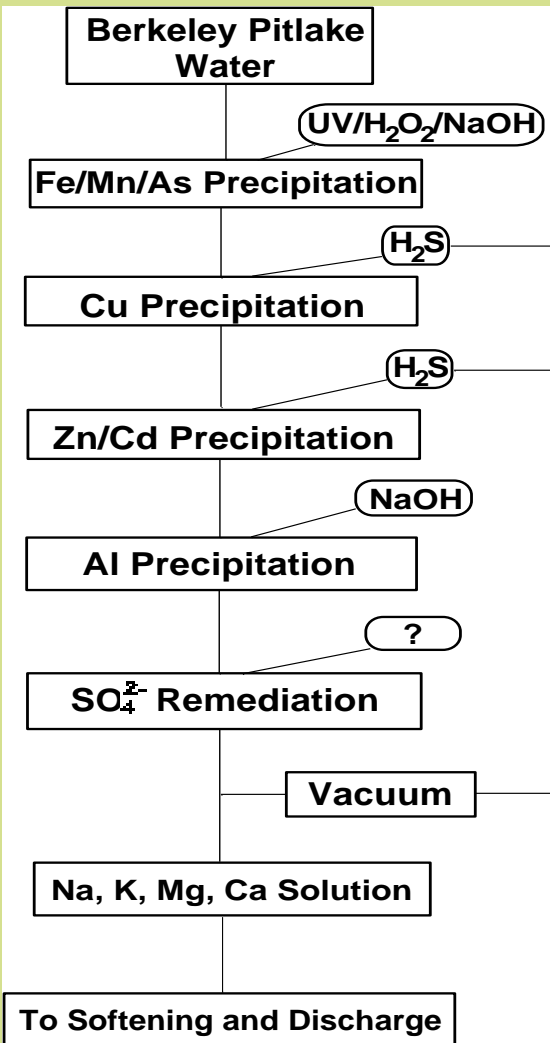 Berkeley Pitlake
Water
UV/H₂O₂/NaOH
Fe/Mn/As Precipitation
H₂S
Cu Precipitation
H₂S
Zn/Cd Precipitation
NaOH
Al Precipitation
?
SO₄²⁻ Remediation
Vacuum
Na, K, Mg, Ca Solution
To Softening and Discharge